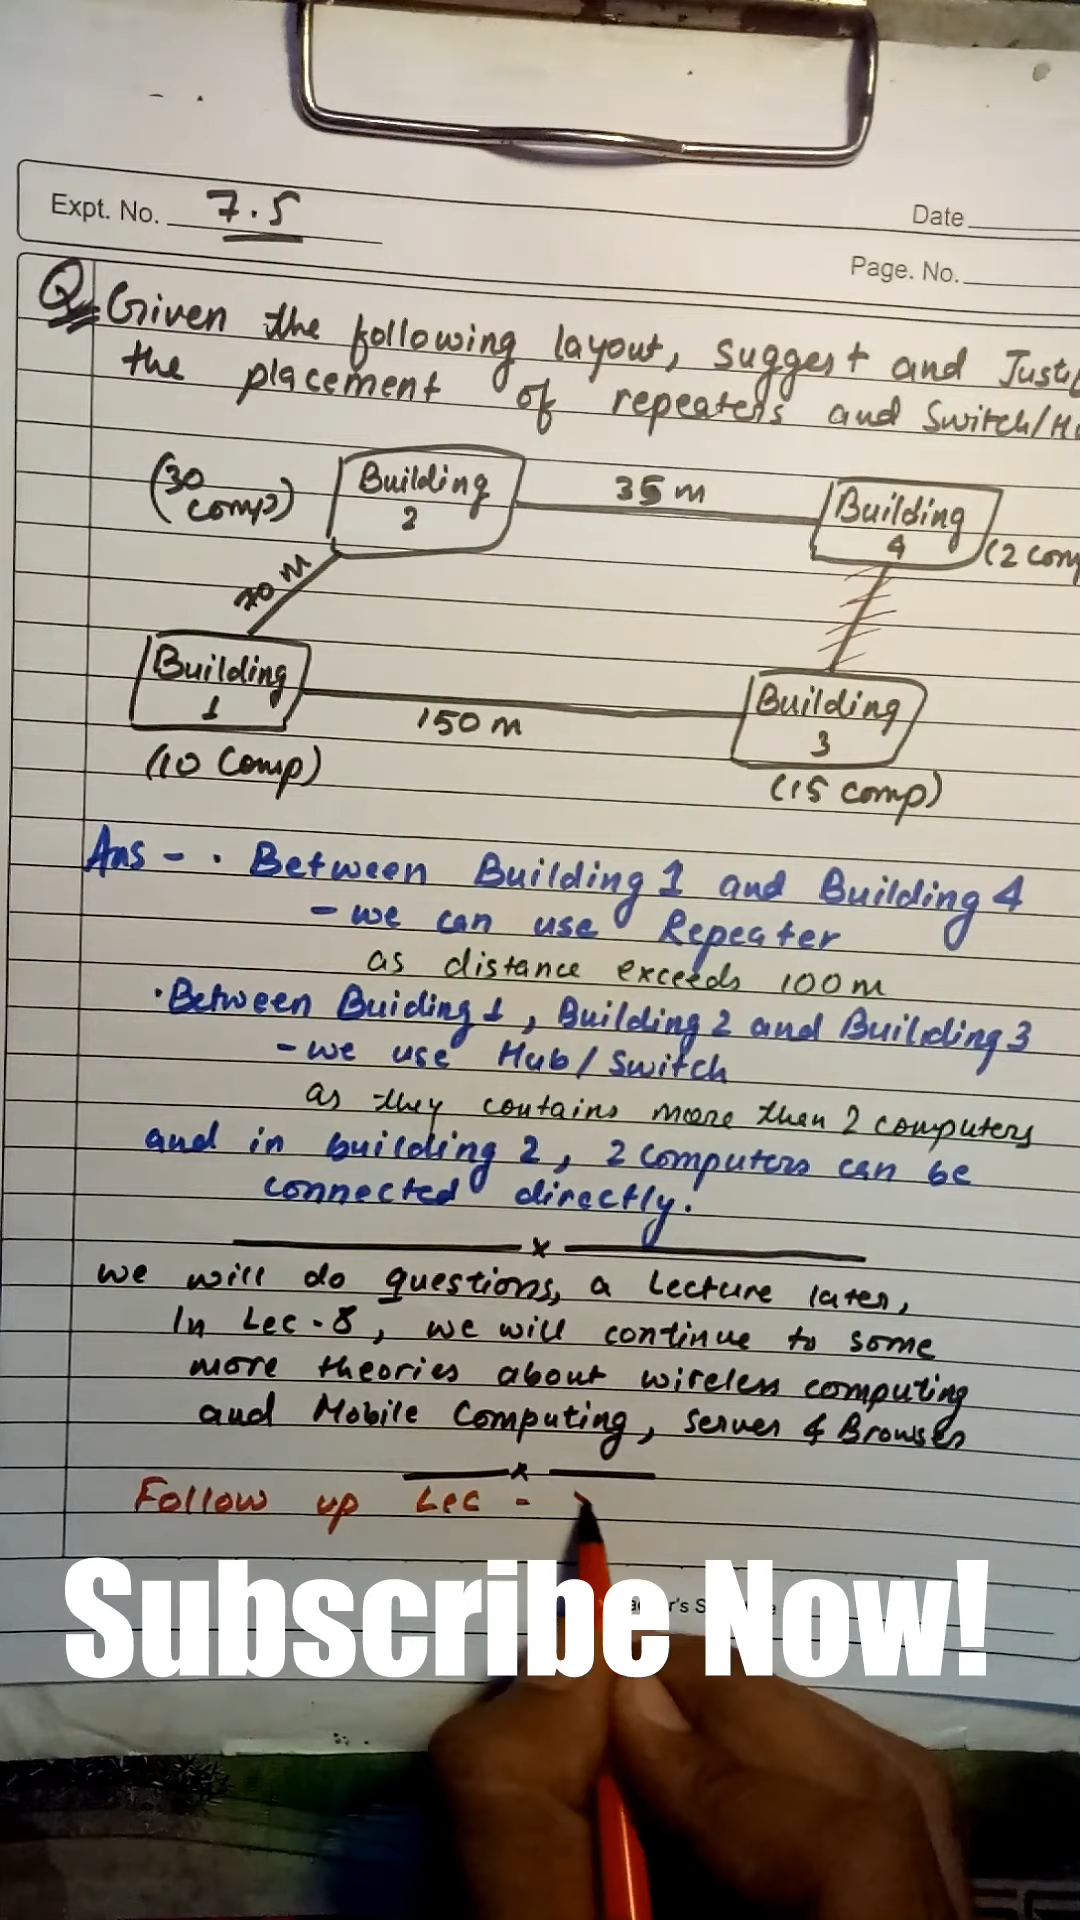 Expt. No. 7.5
Date
Page. No.
Q. Given the following layout, suggest and
the placement of repeaters and Switch/
(30 comp)
Building 2
35 m
Building 4
(2
70 m
Building 1
150 m
Building 3
(10 Comp)
(15 comp)
Ans - . Between Building 1 and Building 4
- we can use Repeater
as distance exceeds 100 m
. Between Buiding 1, Building 2 and Building 3
- we use Hub/Switch
as they contains more then 2 computers
and in building 2, 2 computers can be
connected directly.
x
we will do questions, a Lecture later,
In Lec - 8, we will continue to some
more theories about wireless computing
and Mobile Computing, server & Browser
x
Follow up Lec -
Subscribe Now!